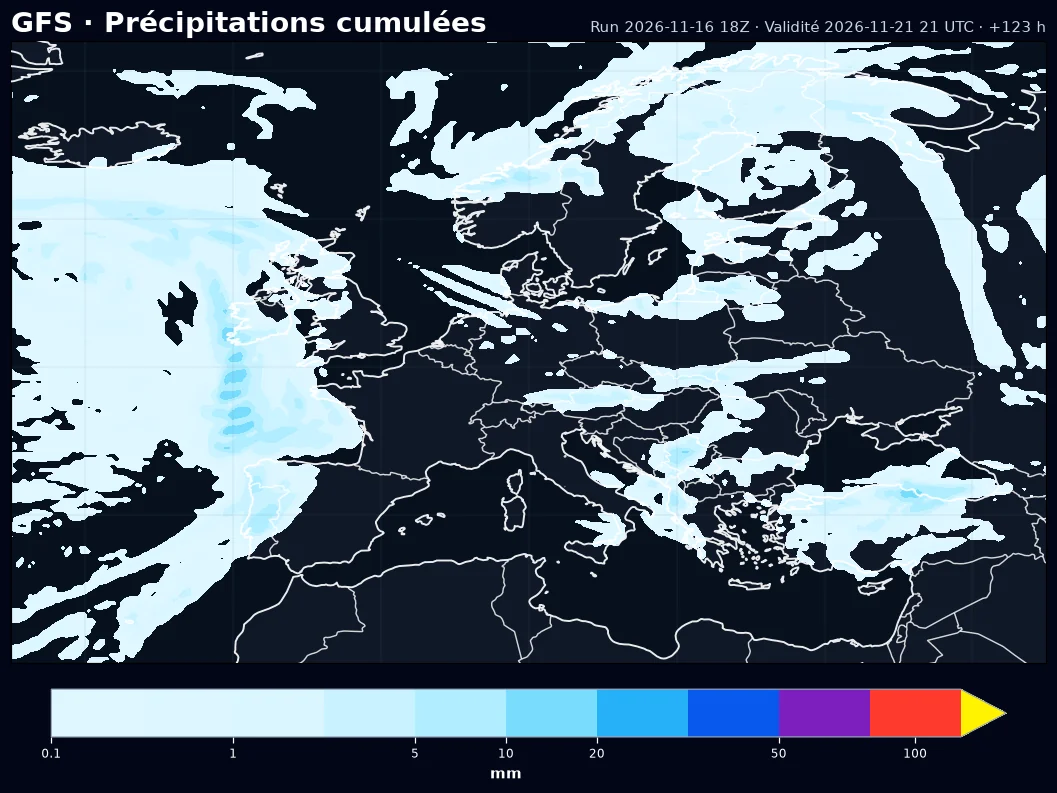 GFS · Précipitations cumulées
Run 2026-11-16 18Z · Validité 2026-11-21 21 UTC · +123 h
0.1 1 5 10 20 50 100
mm